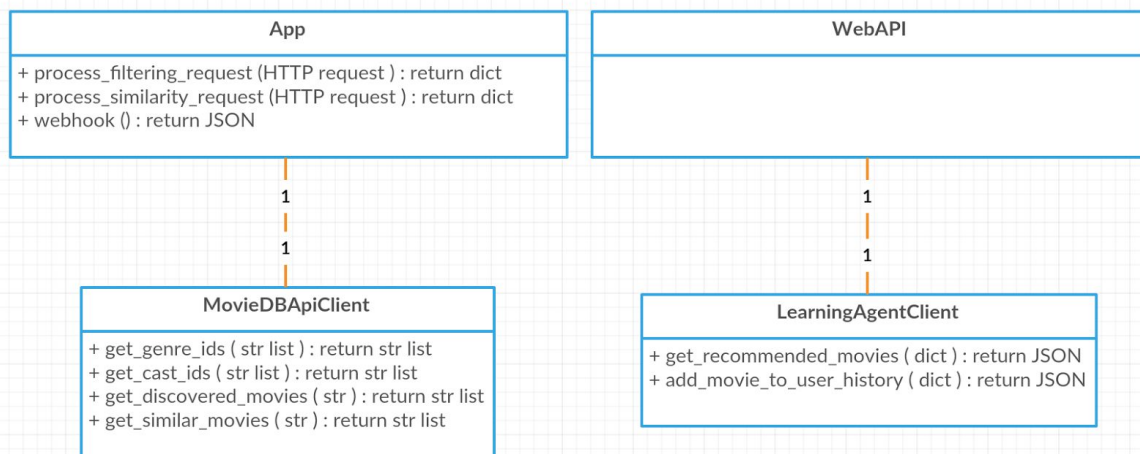 App
+ process_filtering_request (HTTP request ) : return dict
+ process_similarity_request (HTTP request ) : return dict
+ webhook () : return JSON
1
1
MovieDBApiClient
+ get_genre_ids ( str list ) : return str list
+ get_cast_ids ( str list ) : return str list
+ get_discovered_movies ( str ) : return str list
+ get_similar_movies ( str ) : return str list
WebAPI
1
1
LearningAgentClient
+ get_recommended_movies ( dict ) : return JSON
+ add_movie_to_user_history ( dict ) : return JSON